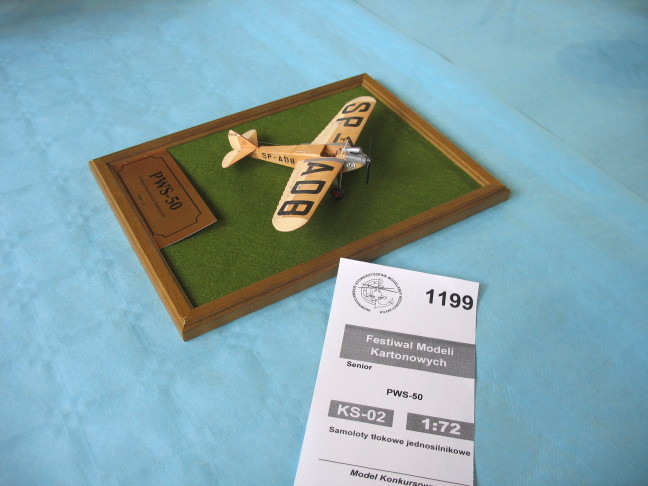 PWS-50
SP-ADB
SP-ADB
1199
Festiwal Modeli
Kartonowych
Senior
PWS-50
KS-02
1:72
Samoloty tłokowe jednosilnikowe
Model Konkursow